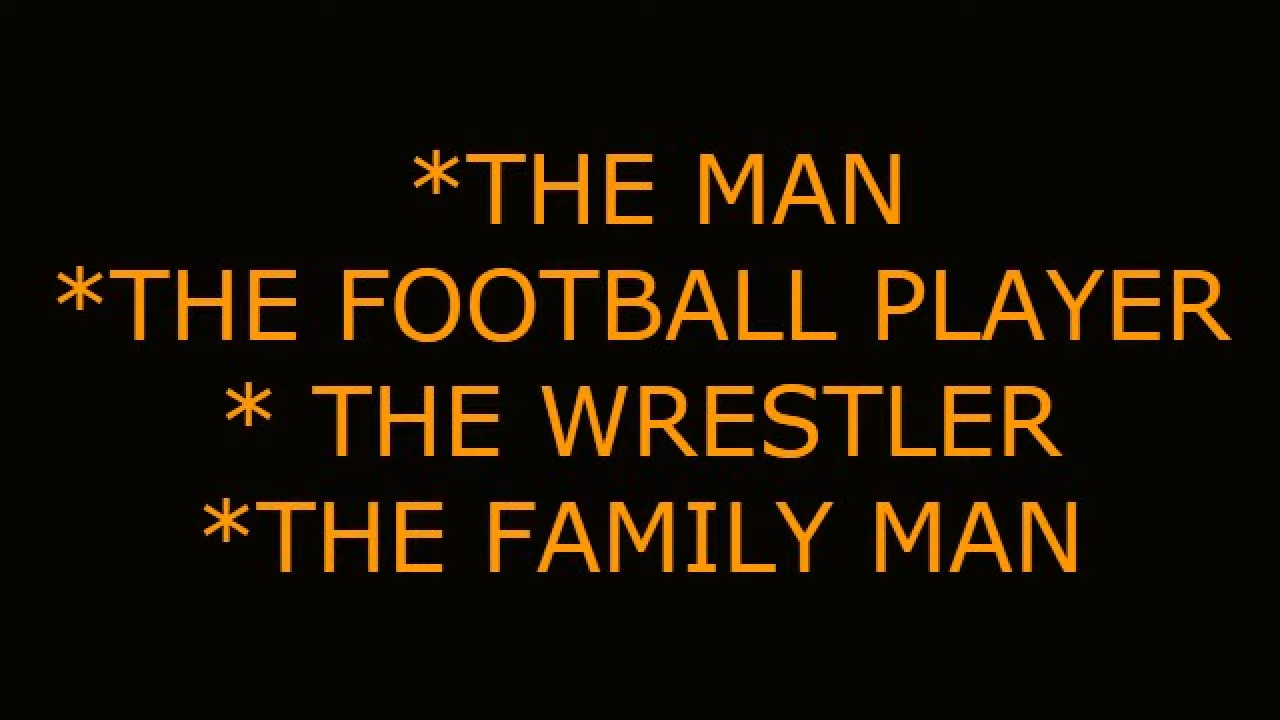 *THE MAN
*THE FOOTBALL PLAYER
* THE WRESTLER
*THE FAMILY MAN